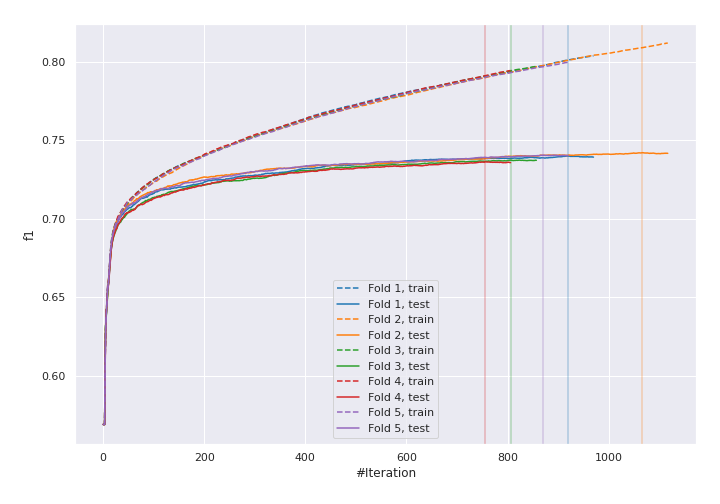 0.80
0.75
0.70
0.65
0.60
f1
Fold 1, train
Fold 1, test
Fold 2, train
Fold 2, test
Fold 3, train
Fold 3, test
Fold 4, train
Fold 4, test
Fold 5, train
Fold 5, test
0 200 400 600 800 1000
#Iteration